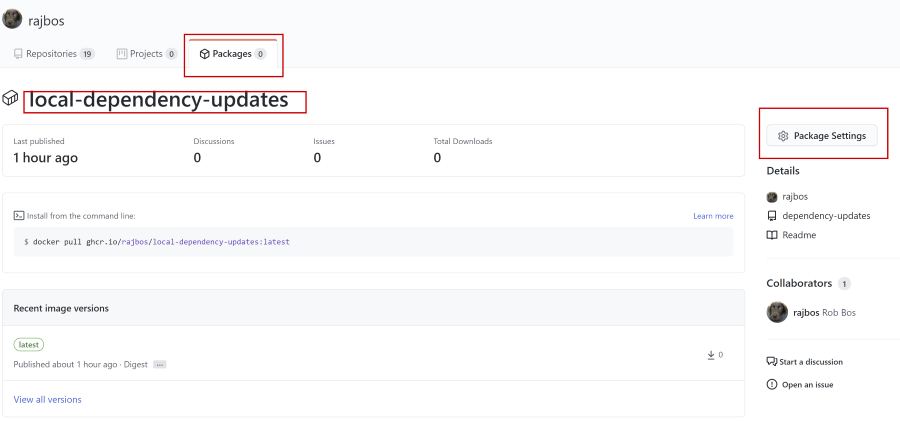 rajbos
Repositories 19 Projects 0 Packages 0
local-dependency-updates
Last published Discussions Issues Total Downloads
1 hour ago 0 0 0
Install from the command line: Learn more
$ docker pull ghcr.io/rajbos/local-dependency-updates:latest
Recent image versions
latest
Published about 1 hour ago · Digest ...
0
View all versions
Package Settings
Details
rajbos
dependency-updates
Readme
Collaborators 1
rajbos Rob Bos
Start a discussion
Open an issue